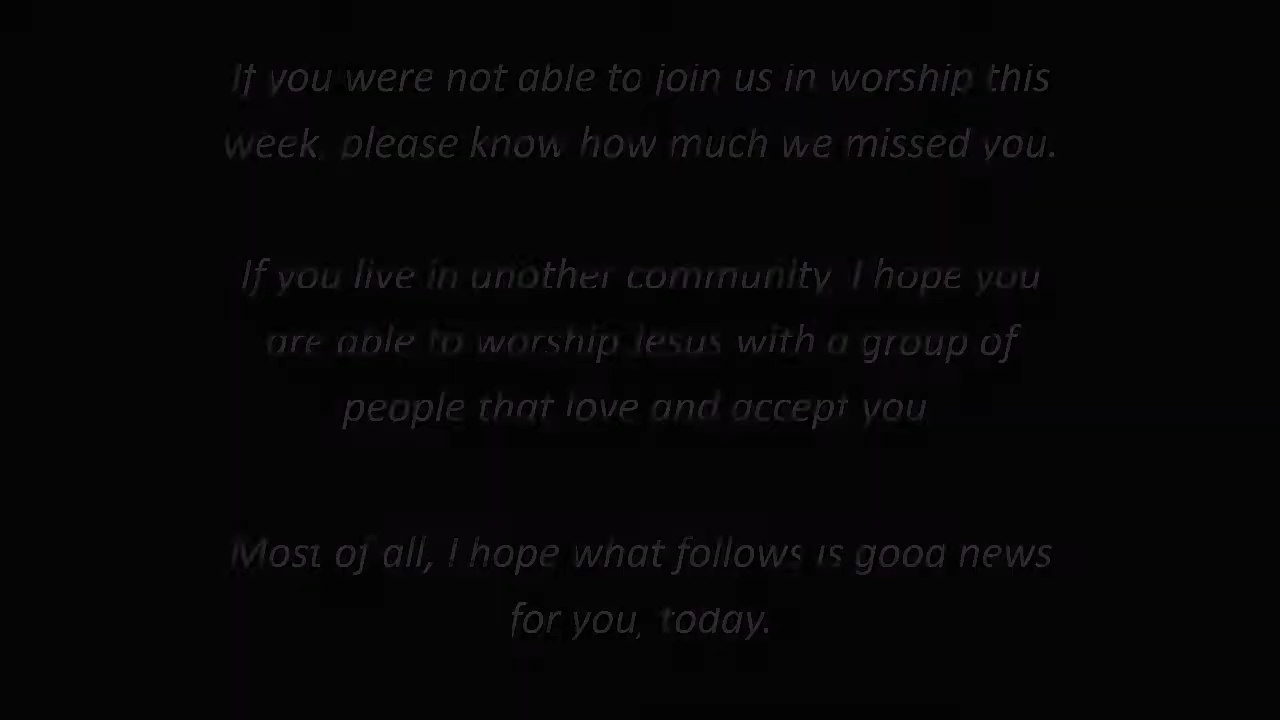 If you were not able to join us in worship this
week, please know how much we missed you.
If you live in another community, I hope you
are able to worship Jesus with a group of
people that love and accept you
Most of all, I hope what follows is good news
for you, today.